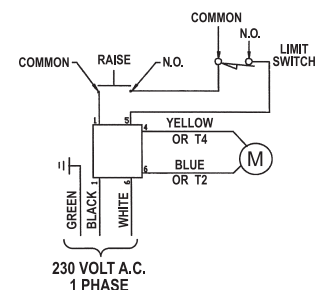 COMMON
N.O.
LIMIT
SWITCH
RAISE
COMMON
N.O.
1
5
4
YELLOW
OR T4
M
6
BLUE
OR T2
1
6
GREEN
BLACK
WHITE
230 VOLT A.C.
1 PHASE